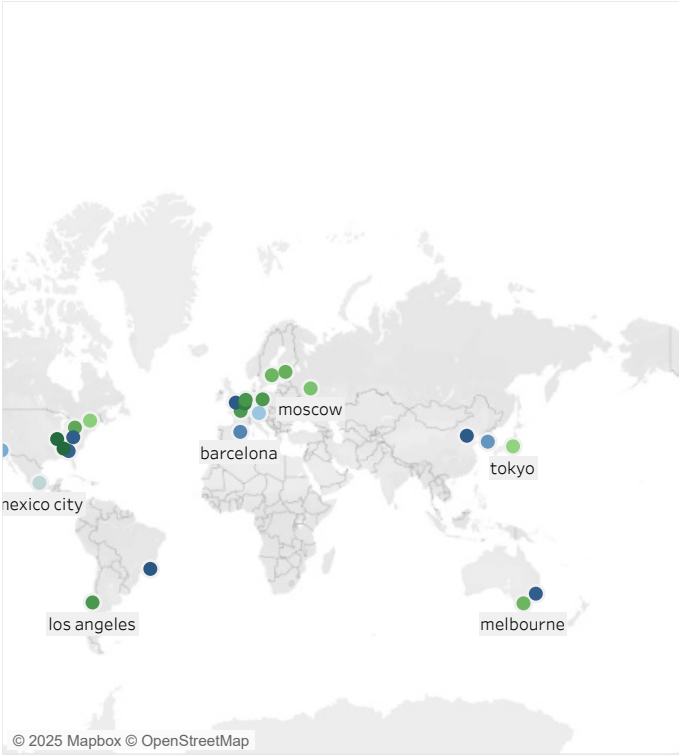 moscow
barcelona
tokyo
mexico city
los angeles
melbourne
© 2025 Mapbox © OpenStreetMap